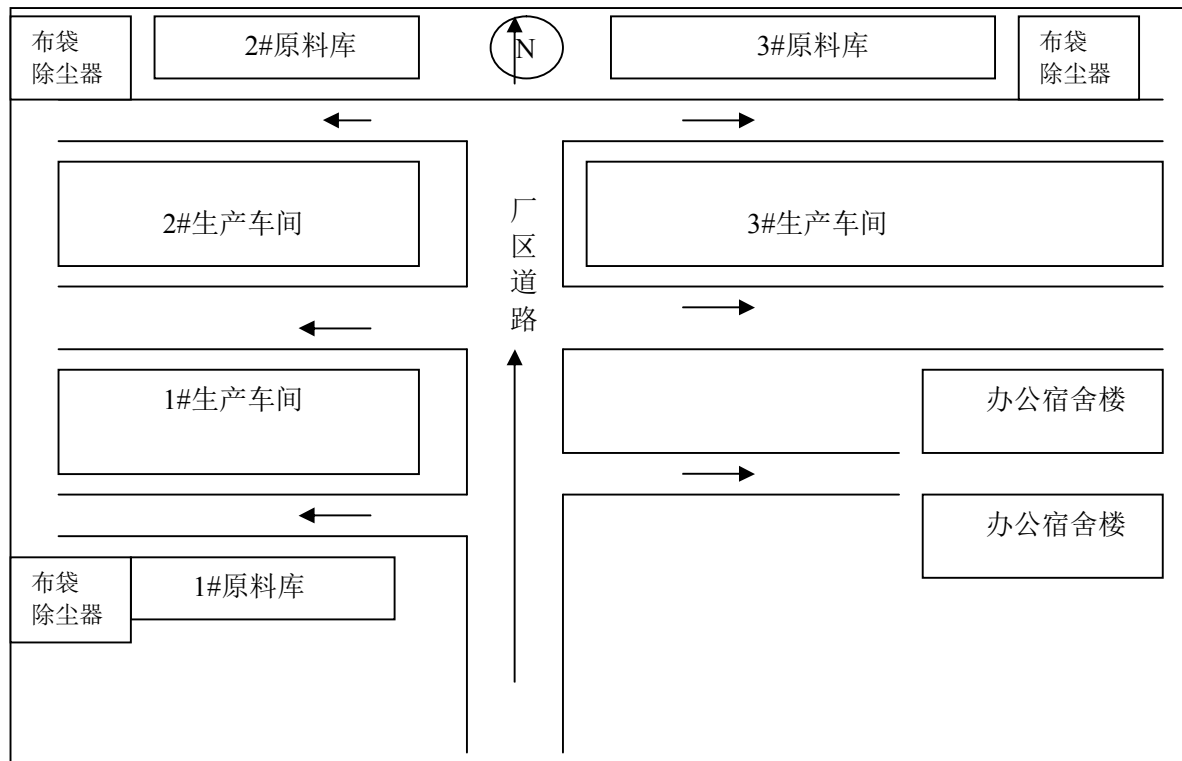 布袋
除尘器
2#原料库
N
3#原料库
布袋
除尘器
2#生产车间
厂
区
道
路
3#生产车间
1#生产车间
办公宿舍楼
办公宿舍楼
布袋
除尘器
1#原料库